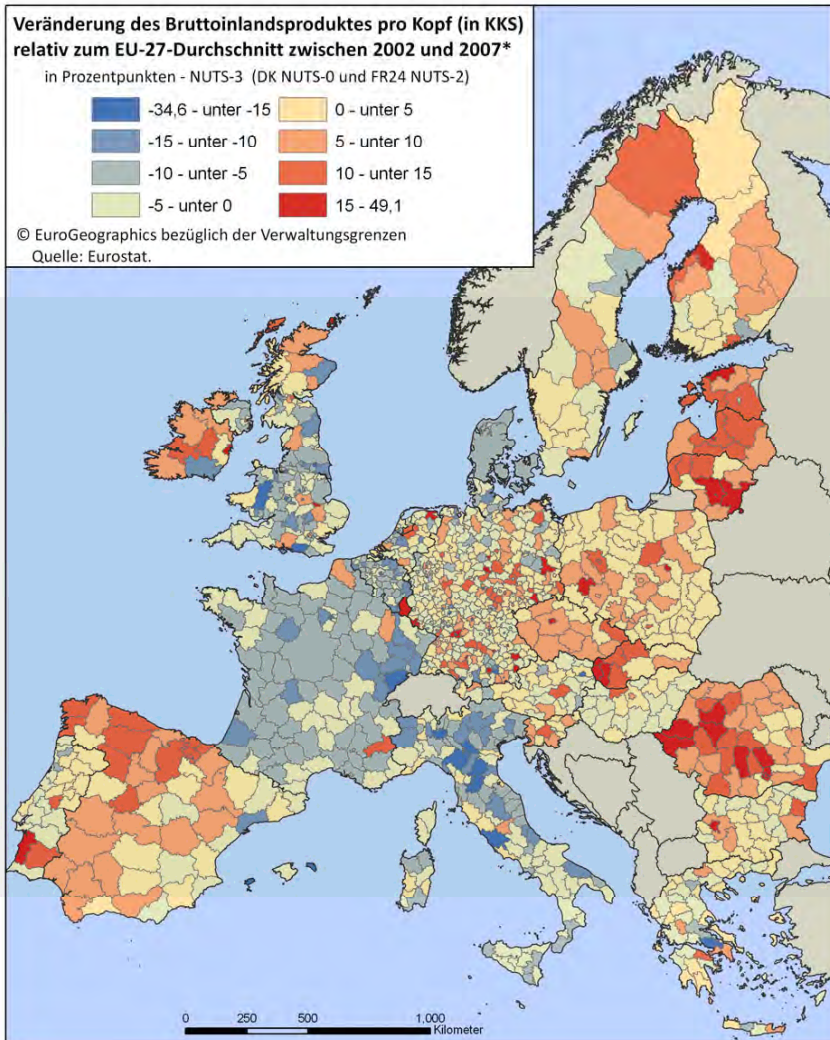 Veränderung des Bruttoinlandsproduktes pro Kopf (in KKS)
relativ zum EU-27-Durchschnitt zwischen 2002 und 2007*
in Prozentpunkten - NUTS-3 (DK NUTS-0 und FR24 NUTS-2)
-34,6 - unter -15
0 - unter 5
-15 - unter -10
5 - unter 10
-10 - unter -5
10 - unter 15
-5 - unter 0
15 - 49,1
© EuroGeographics bezüglich der Verwaltungsgrenzen
Quelle: Eurostat.
0 250 500 1,000
Kilometer